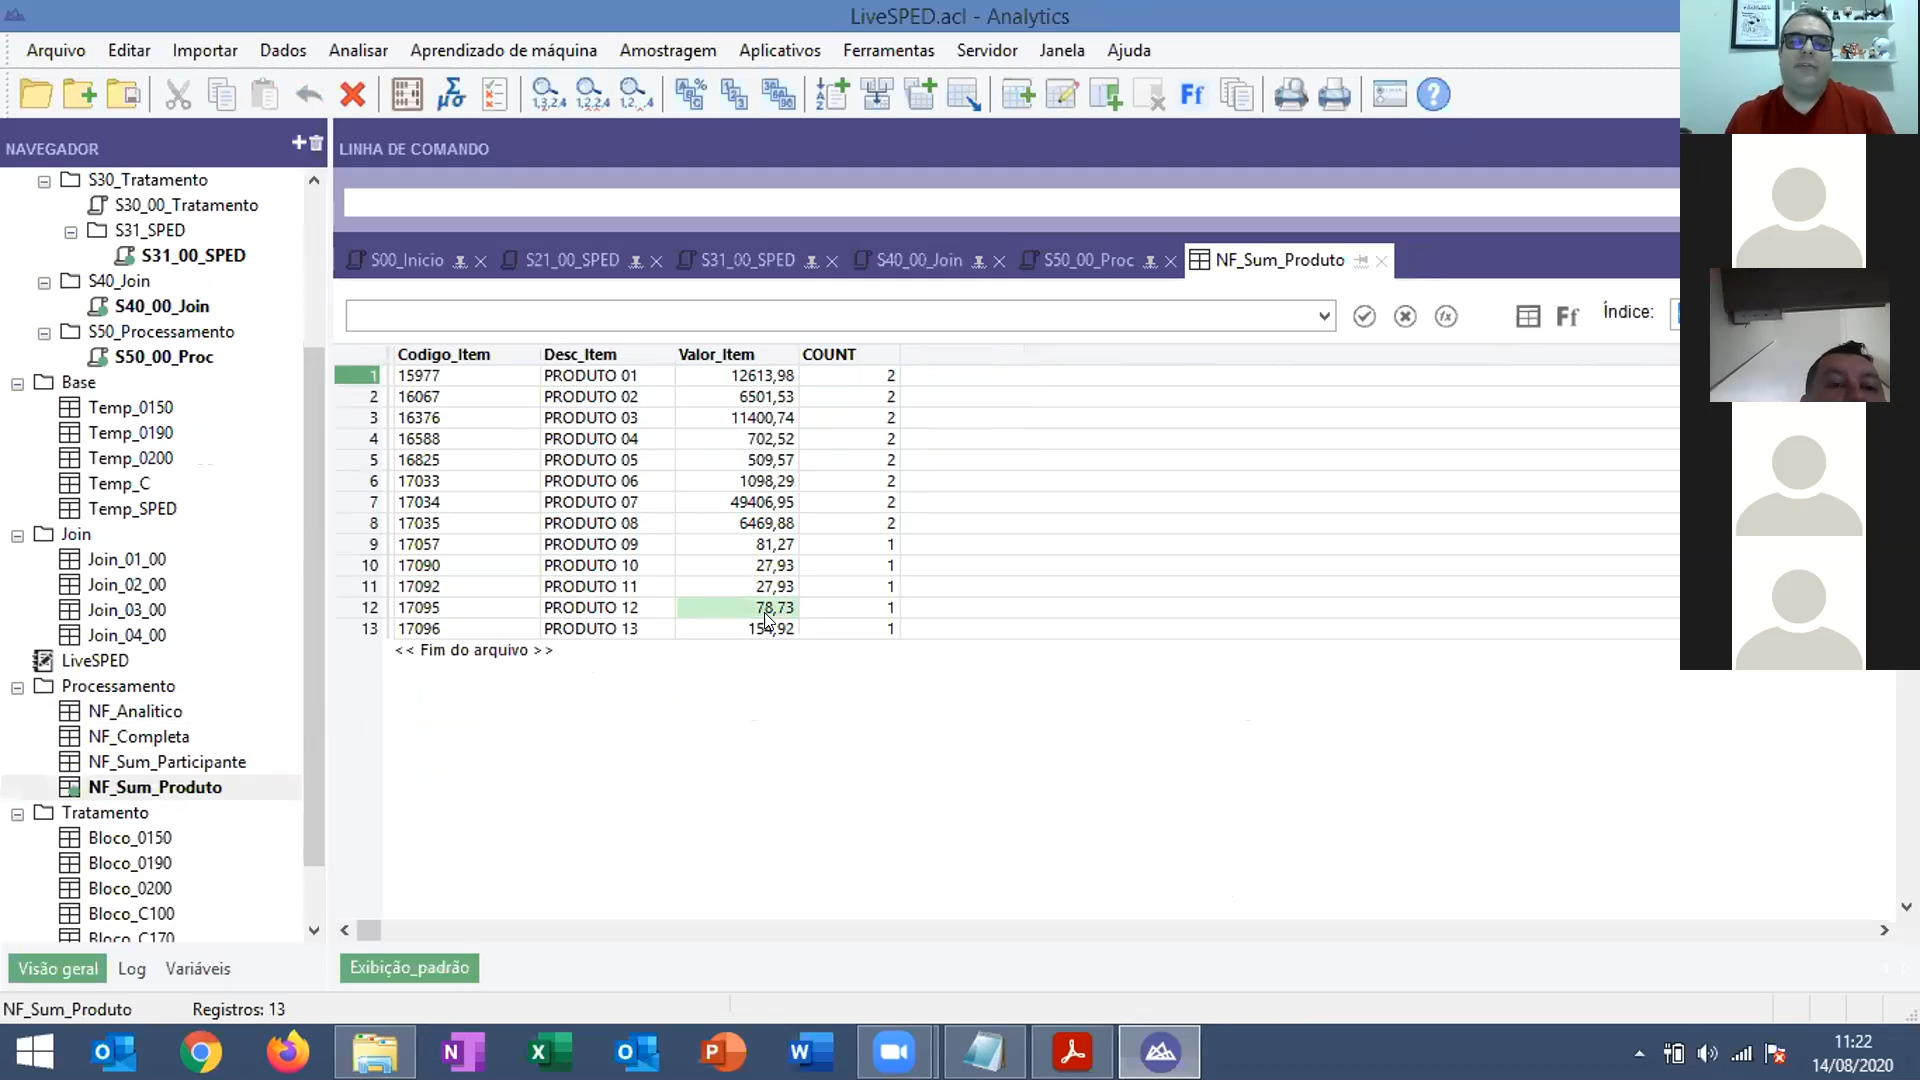 LiveSPED.acl - Analytics
Arquivo Editar Importar Dados Analisar Aprendizado de máquina Amostragem Aplicativos Ferramentas Servidor Janela Ajuda
NAVEGADOR
S30_Tratamento
S30_00_Tratamento
S31_SPED
S31_00_SPED
S40_Join
S40_00_Join
S50_Processamento
S50_00_Proc
Base
Temp_0150
Temp_0190
Temp_0200
Temp_C
Temp_SPED
Join
Join_01_00
Join_02_00
Join_03_00
Join_04_00
LiveSPED
Processamento
NF_Analitico
NF_Completa
NF_Sum_Participante
NF_Sum_Produto
Tratamento
Bloco_0150
Bloco_0190
Bloco_0200
Bloco_C100
Bloco_C170
Visão geral Log Variáveis
LINHA DE COMANDO
S00_Inicio S21_00_SPED S31_00_SPED S40_00_Join S50_00_Proc NF_Sum_Produto
Ff Índice:
Codigo_Item Desc_Item Valor_Item COUNT
1 15977 PRODUTO 01 12613,98 2
2 16067 PRODUTO 02 6501,53 2
3 16376 PRODUTO 03 11400,74 2
4 16588 PRODUTO 04 702,52 2
5 16825 PRODUTO 05 509,57 2
6 17033 PRODUTO 06 1098,29 2
7 17034 PRODUTO 07 49406,95 2
8 17035 PRODUTO 08 6469,88 2
9 17057 PRODUTO 09 81,27 1
10 17090 PRODUTO 10 27,93 1
11 17092 PRODUTO 11 27,93 1
12 17095 PRODUTO 12 78,73 1
13 17096 PRODUTO 13 154,92 1
<< Fim do arquivo >>
Exibição_padrão
NF_Sum_Produto Registros: 13
11:22
14/08/2020